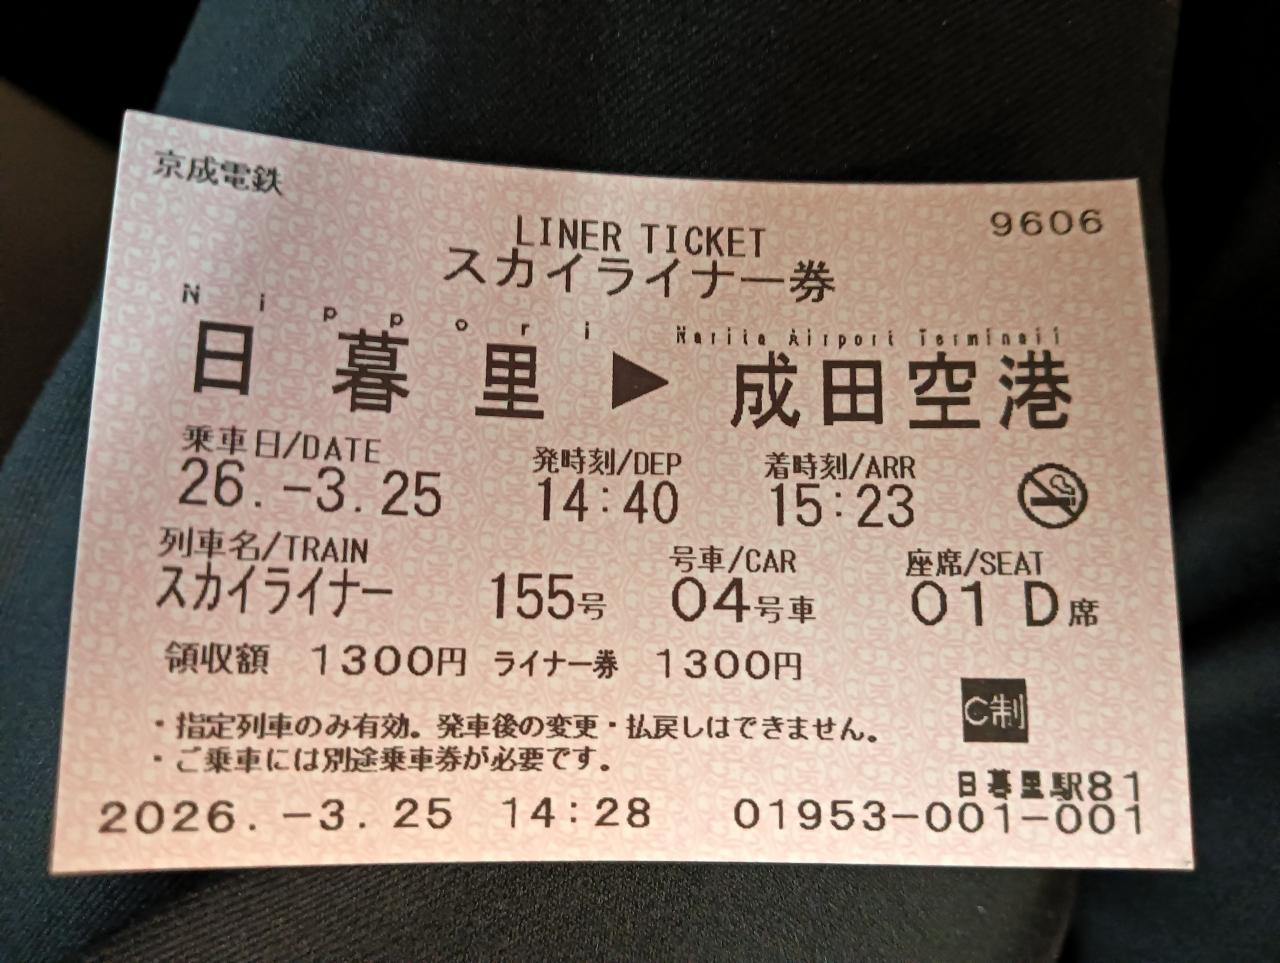 京成電鉄
9606
LINER TICKET
スカイライナー券
Nippori Narita Airport Terminal1
日暮里 ▶ 成田空港
乗車日/DATE 発時刻/DEP 着時刻/ARR
26.-3.25 14:40 15:23
列車名/TRAIN 号車/CAR 座席/SEAT
スカイライナー 155号 04号車 01 D席
領収額 1300円 ライナー券 1300円
・指定列車のみ有効。発車後の変更・払戻しはできません。
C制
・ご乗車には別途乗車券が必要です。
日暮里駅81
2026.-3.25 14:28 01953-001-001